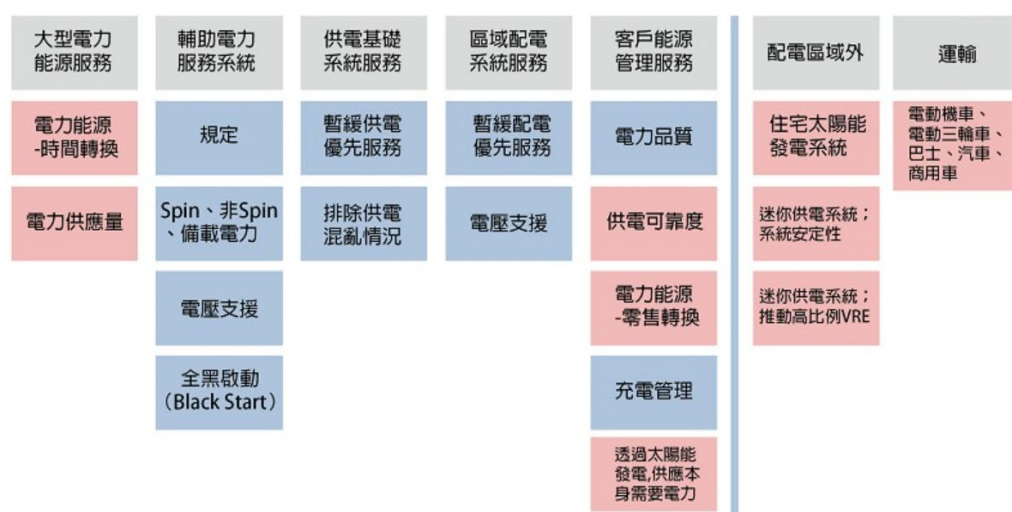 大型電力
能源服務
輔助電力
服務系統
供電基礎
系統服務
區域配電
系統服務
客戶能源
管理服務
配電區域外
運輸
電力能源
-時間轉換
規定
暫緩供電
優先服務
暫緩配電
優先服務
電力品質
住宅太陽能
發電系統
電動機車、
電動三輪車、
巴士、汽車、
商用車
電力供應量
Spin、非Spin
、備載電力
排除供電
混亂情況
電壓支援
供電可靠度
迷你供電系統；
系統安定性
電壓支援
電力能源
-零售轉換
迷你供電系統；
推動高比例VRE
全黑啟動
（Black Start）
充電管理
透過太陽能
發電,供應本
身需要電力